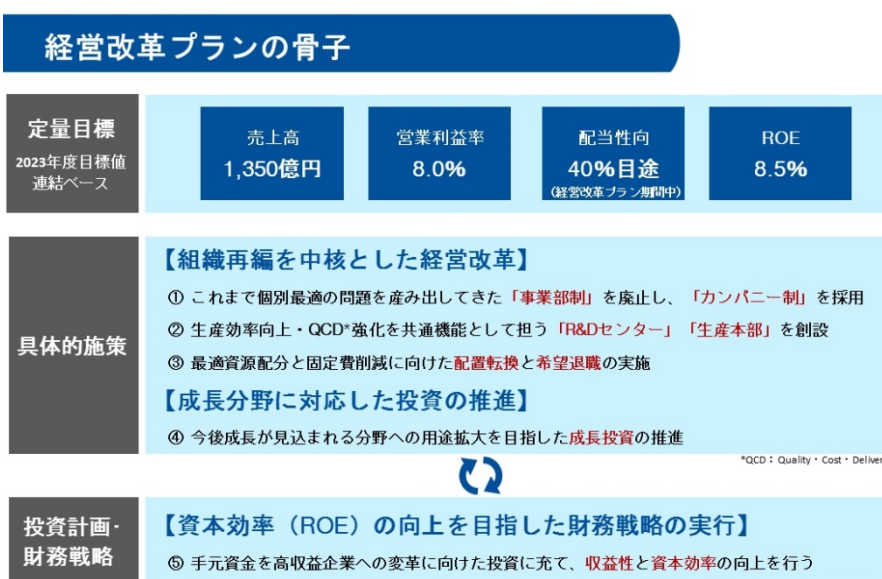 経営改革プランの骨子
定量目標
2023年度目標値
連結ベース
売上高
1,350億円
営業利益率
8.0%
配当性向
40%目途
(経営改革プラン期間中)
ROE
8.5%
具体的施策
【組織再編を中核とした経営改革】
① これまで個別最適の問題を産み出してきた「事業部制」を廃止し、「カンパニー制」を採用
② 生産効率向上・QCD*強化を共通機能として担う「R&Dセンター」「生産本部」を創設
③ 最適資源配分と固定費削減に向けた配置転換と希望退職の実施
【成長分野に対応した投資の推進】
④ 今後成長が見込まれる分野への用途拡大を目指した成長投資の推進
*QCD：Quality・Cost・Deliver
投資計画・
財務戦略
【資本効率（ROE）の向上を目指した財務戦略の実行】
⑤ 手元資金を高収益企業への変革に向けた投資に充て、収益性と資本効率の向上を行う